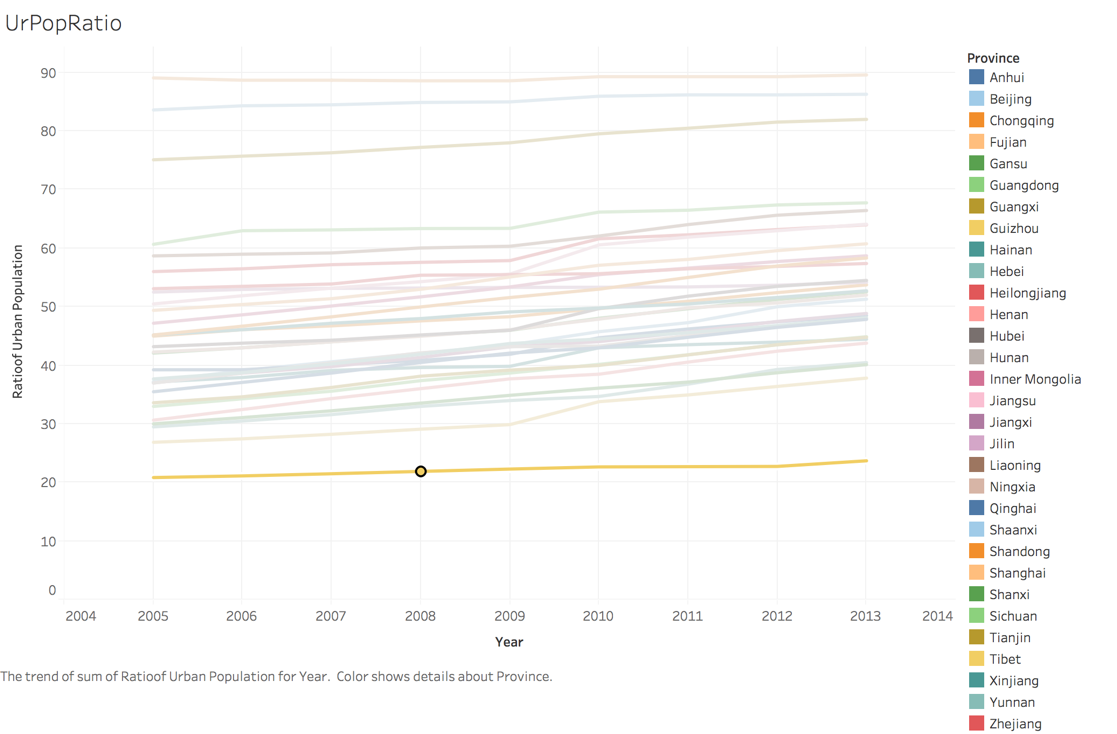 UrPopRatio
Province
90
80
70
60
50
40
30
20
10
0
Ratioof Urban Population
2004 2005 2006 2007 2008 2009 2010 2011 2012 2013 2014
Year
The trend of sum of Ratioof Urban Population for Year.  Color shows details about Province.
Anhui
Beijing
Chongqing
Fujian
Gansu
Guangdong
Guangxi
Guizhou
Hainan
Hebei
Heilongjiang
Henan
Hubei
Hunan
Inner Mongolia
Jiangsu
Jiangxi
Jilin
Liaoning
Ningxia
Qinghai
Shaanxi
Shandong
Shanghai
Shanxi
Sichuan
Tianjin
Tibet
Xinjiang
Yunnan
Zhejiang